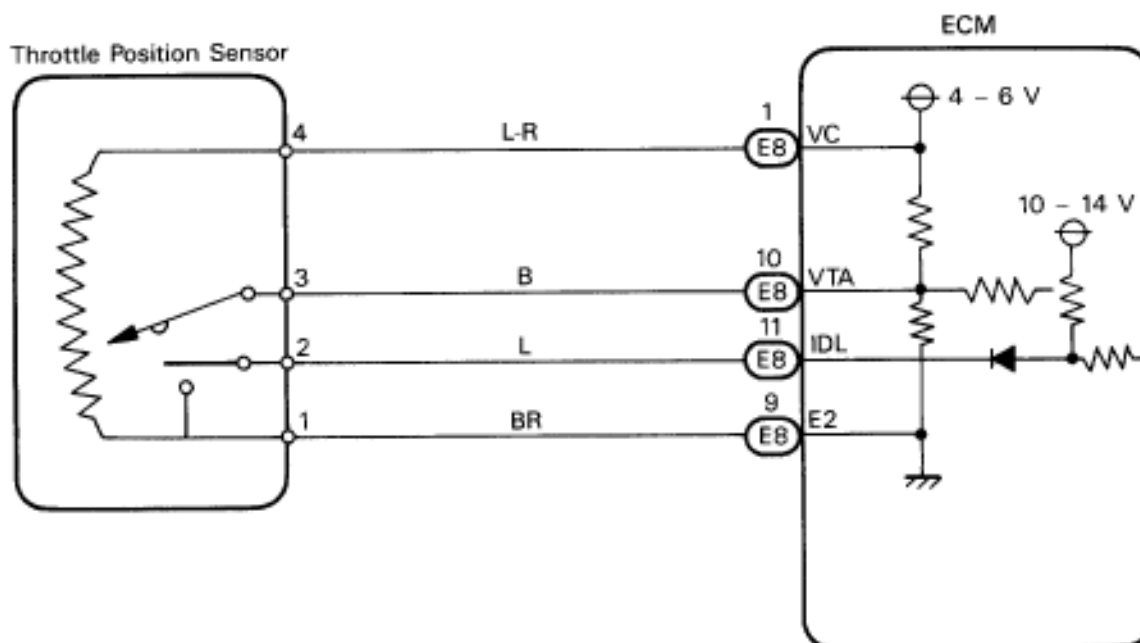 ECM
Throttle Position Sensor
4 – 6 V
4
L-R
1
E8
VC
10 – 14 V
3
B
10
E8
VTA
2
L
11
E8
IDL
1
BR
9
E8
E2